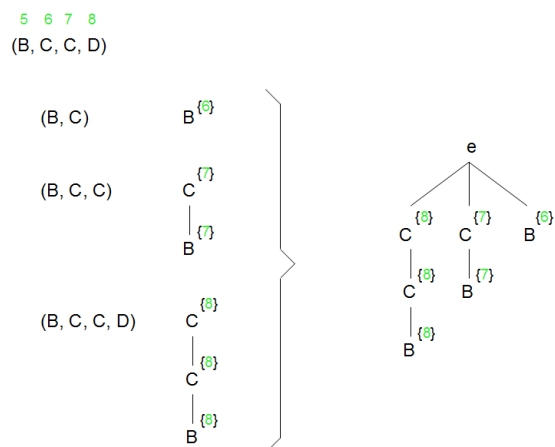 5 6 7 8
(B, C, C, D)
(B, C) B{6}
e
(B, C, C) C{7}
C{8} C{7} B{6}
B{7}
C{8} B{7}
(B, C, C, D) C{8}
B{8}
C{8}
B{8}